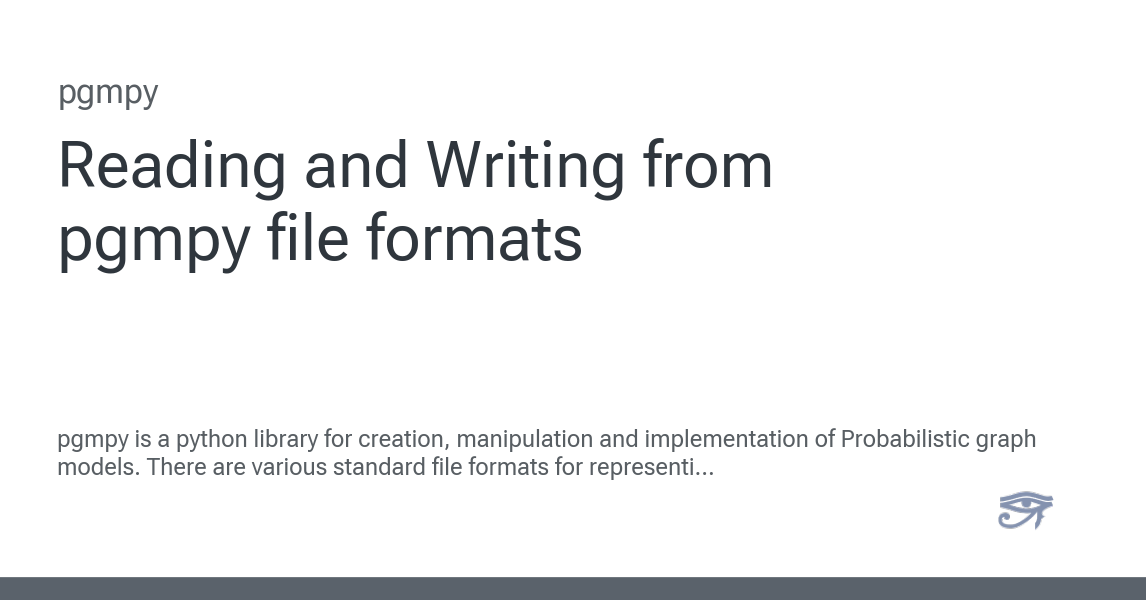 pgmpy
Reading and Writing from
pgmpy file formats
pgmpy is a python library for creation, manipulation and implementation of Probabilistic graph
models. There are various standard file formats for representi...